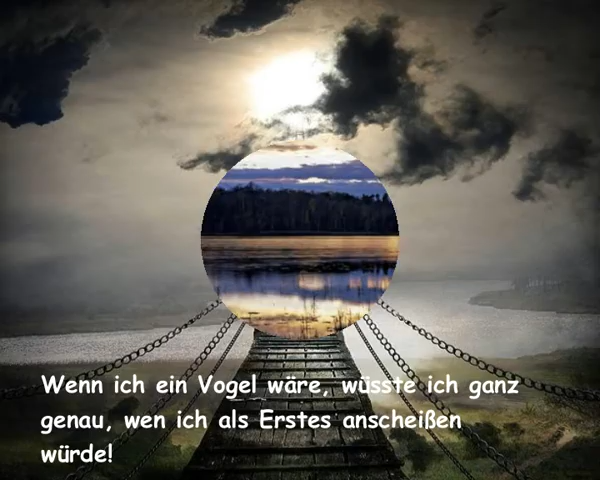 Wenn ich ein Vogel wäre, wüsste ich ganz
genau, wen ich als Erstes anscheißen
würde!